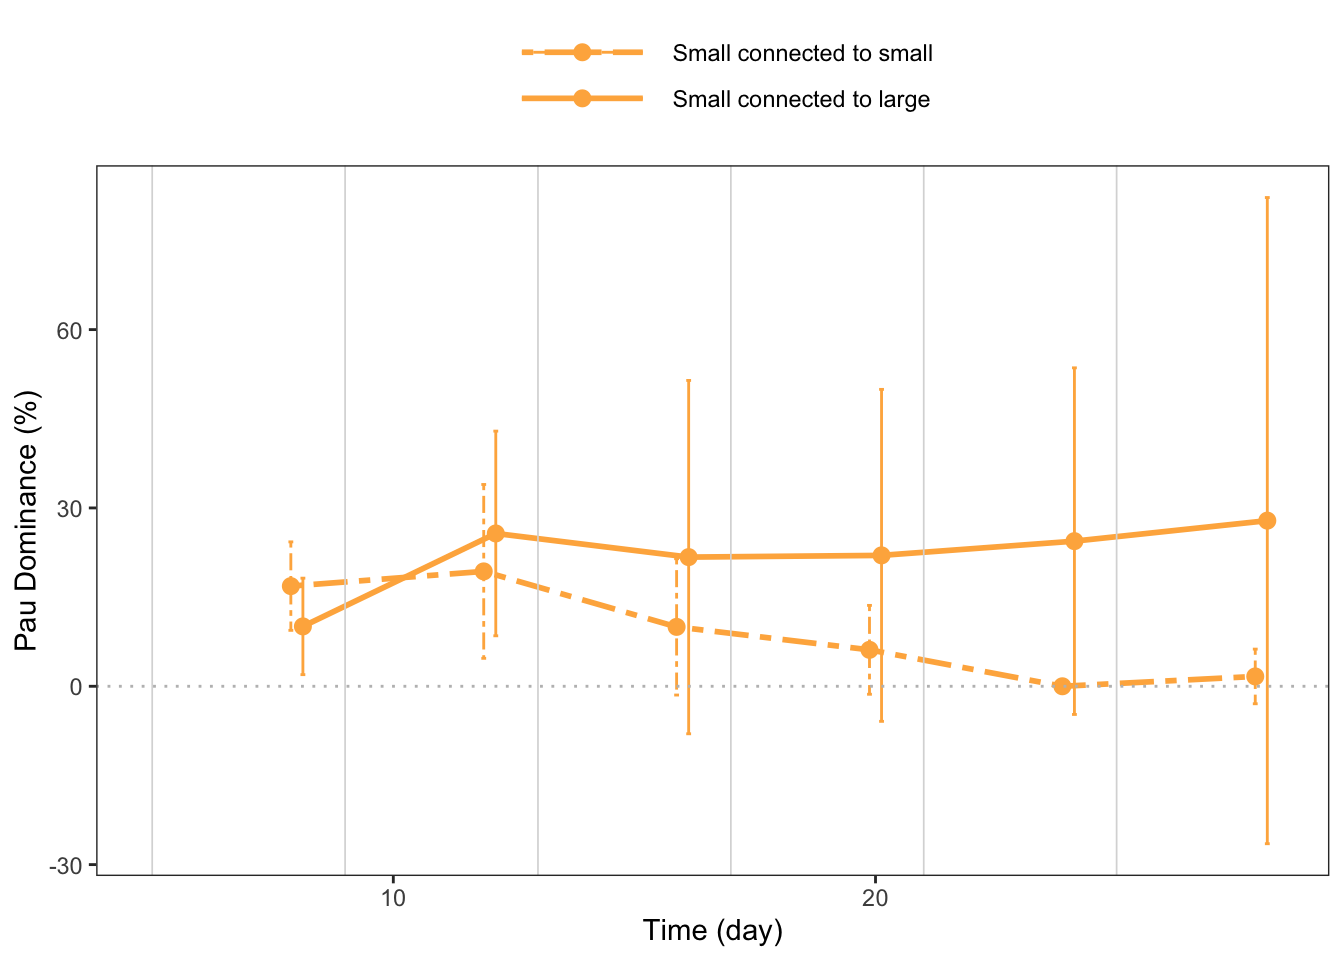 Small connected to small
Small connected to large
Pau Dominance (%)
60
30
0
-30
10 20
Time (day)